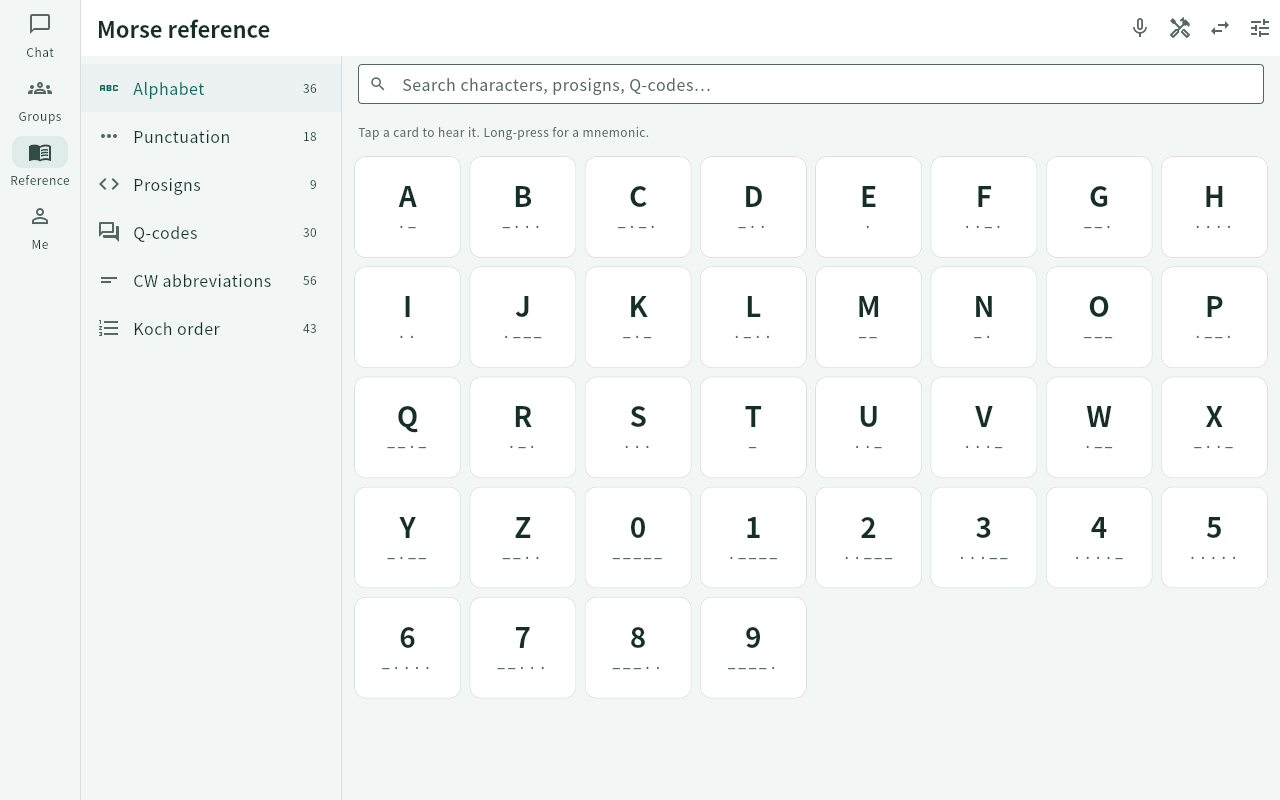 Morse reference
Chat
Groups
Reference
Me
ABC Alphabet 36
Punctuation 18
Prosigns 9
Q-codes 30
CW abbreviations 56
Koch order 43
Search characters, prosigns, Q-codes…
Tap a card to hear it. Long-press for a mnemonic.
A B C D E F G H
·− −··· −·−· −·· · ··−· −−· ····
I J K L M N O P
·· ·−−− −·− ·−·· −− −· −−− ·−−·
Q R S T U V W X
−−·− ·−· ··· − ··− ···− ·−− −··−
Y Z 0 1 2 3 4 5
−·−− −−·· −−−−− ·−−−− ··−−− ···−− ····− ·····
6 7 8 9
−···· −−··· −−−·· −−−−·